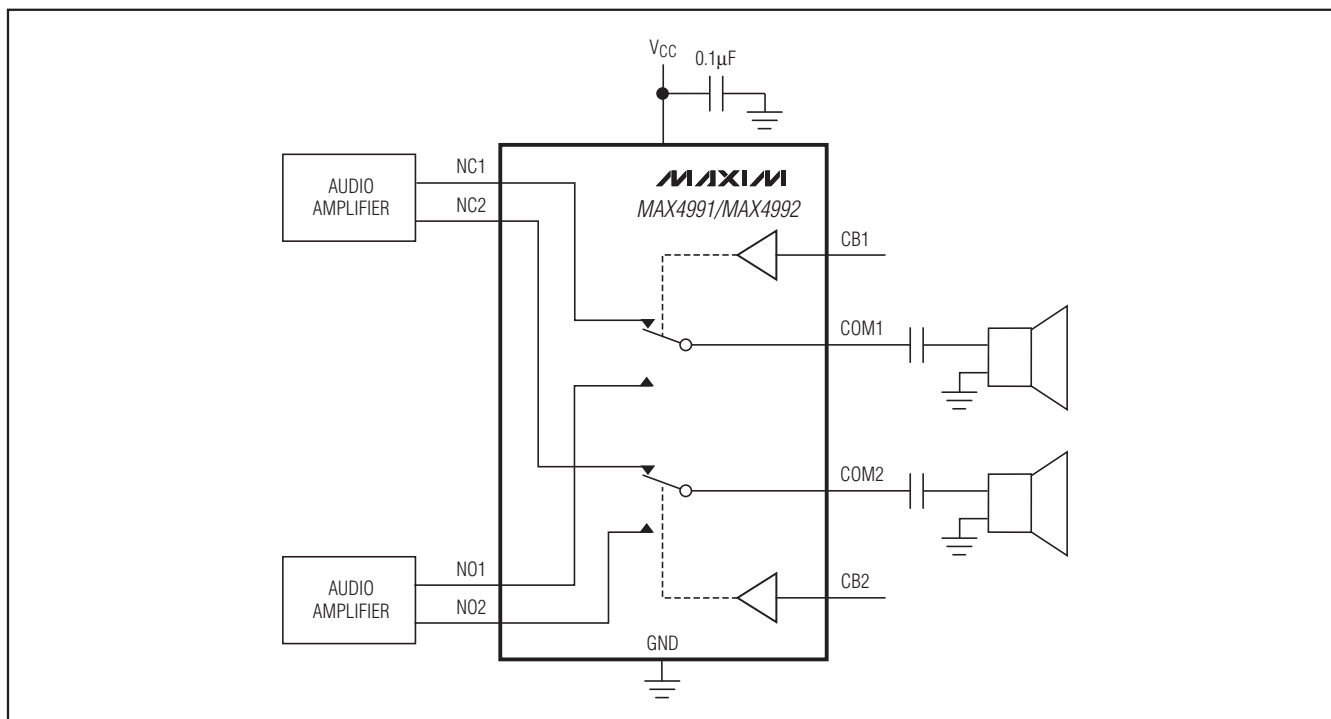 VCC
0.1µF
NC1
AUDIO
AMPLIFIER
NC2
MAXIM
MAX4991/MAX4992
CB1
COM1
COM2
NO1
AUDIO
AMPLIFIER
NO2
CB2
GND